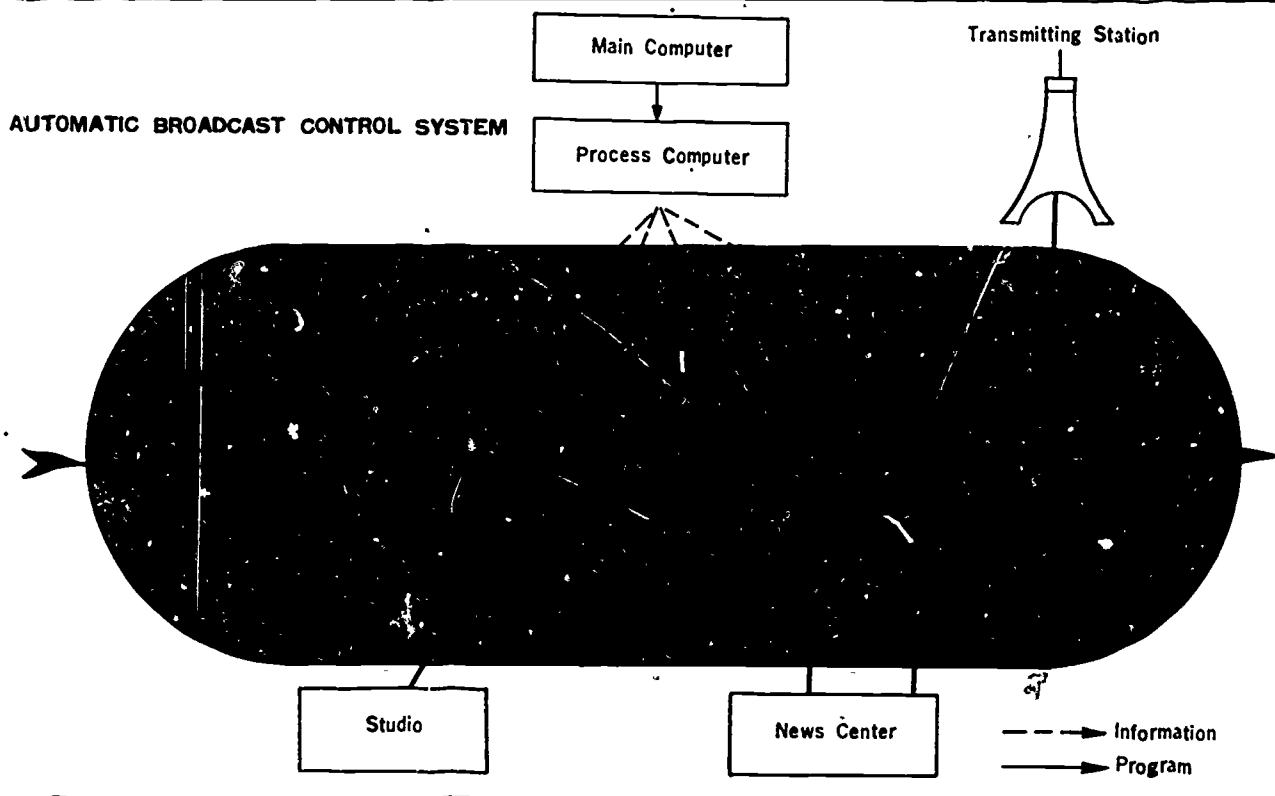 Main Computer
Transmitting Station
AUTOMATIC BROADCAST CONTROL SYSTEM
Process Computer
Studio
News Center
Information
Program